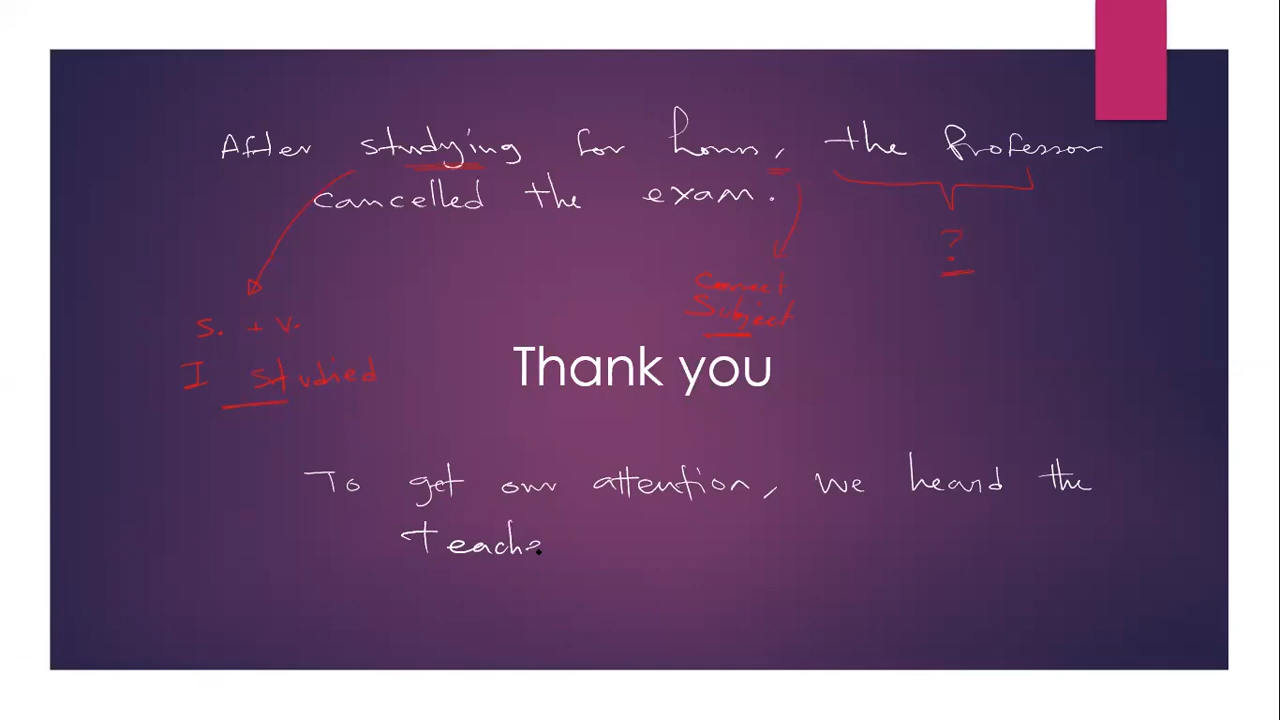 After studying for hours, the Professor
cancelled the exam.
?
Correct
Subject
S. + V.
I studied
Thank you
To get our attention, we heard the
teache